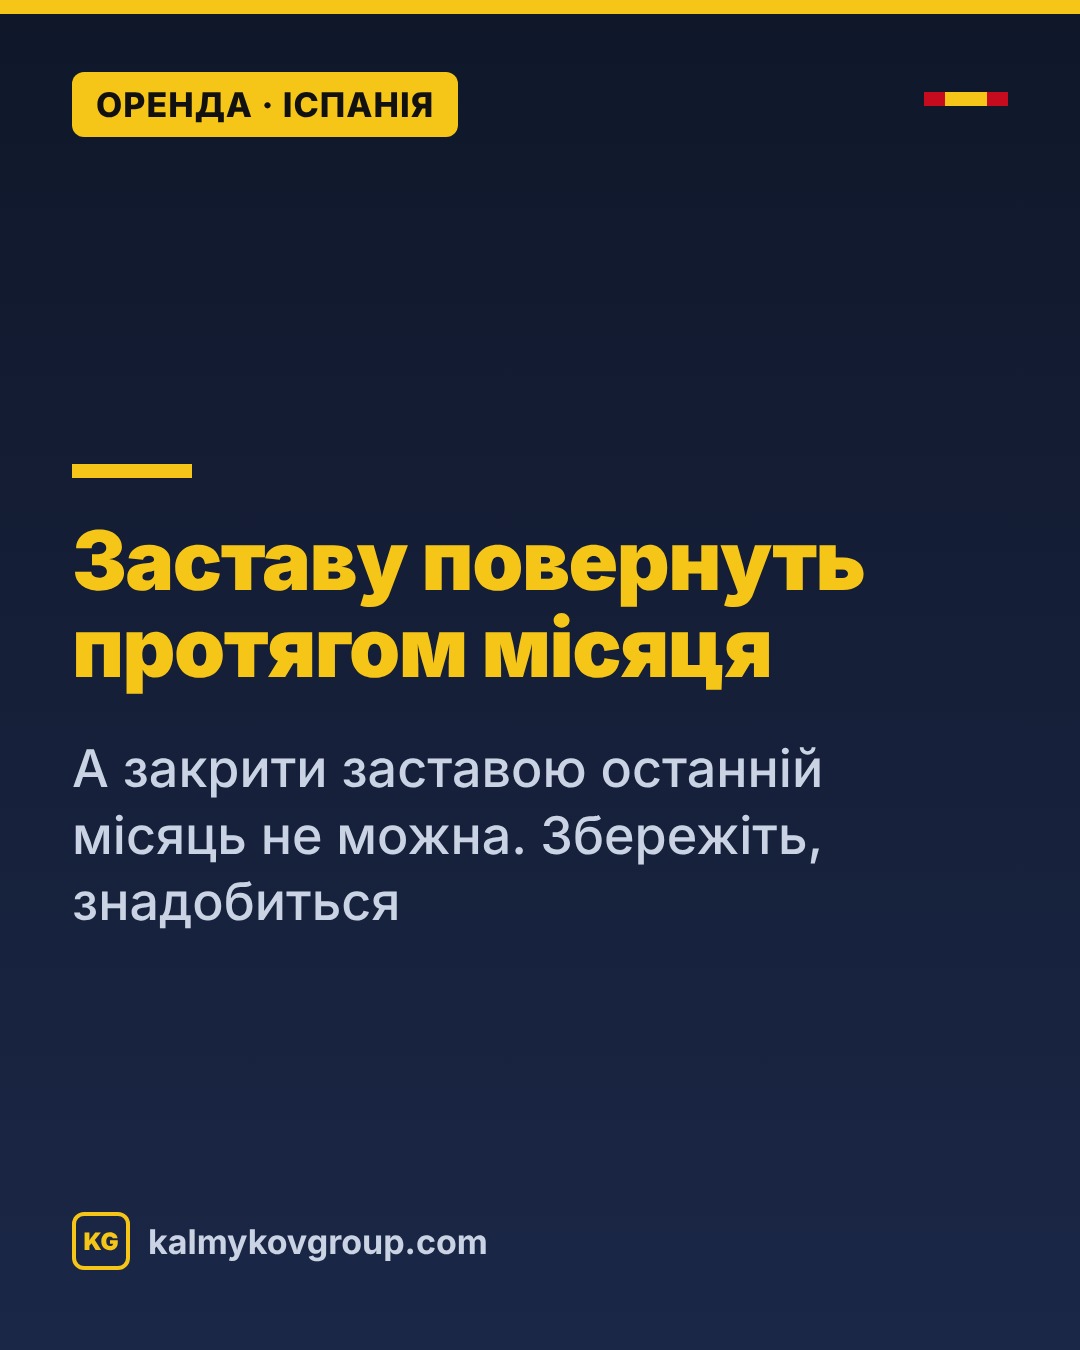 ОРЕНДА · ІСПАНІЯ
Заставу повернуть
протягом місяця
А закрити заставою останній
місяць не можна. Збережіть,
знадобиться
KG kalmykovgroup.com